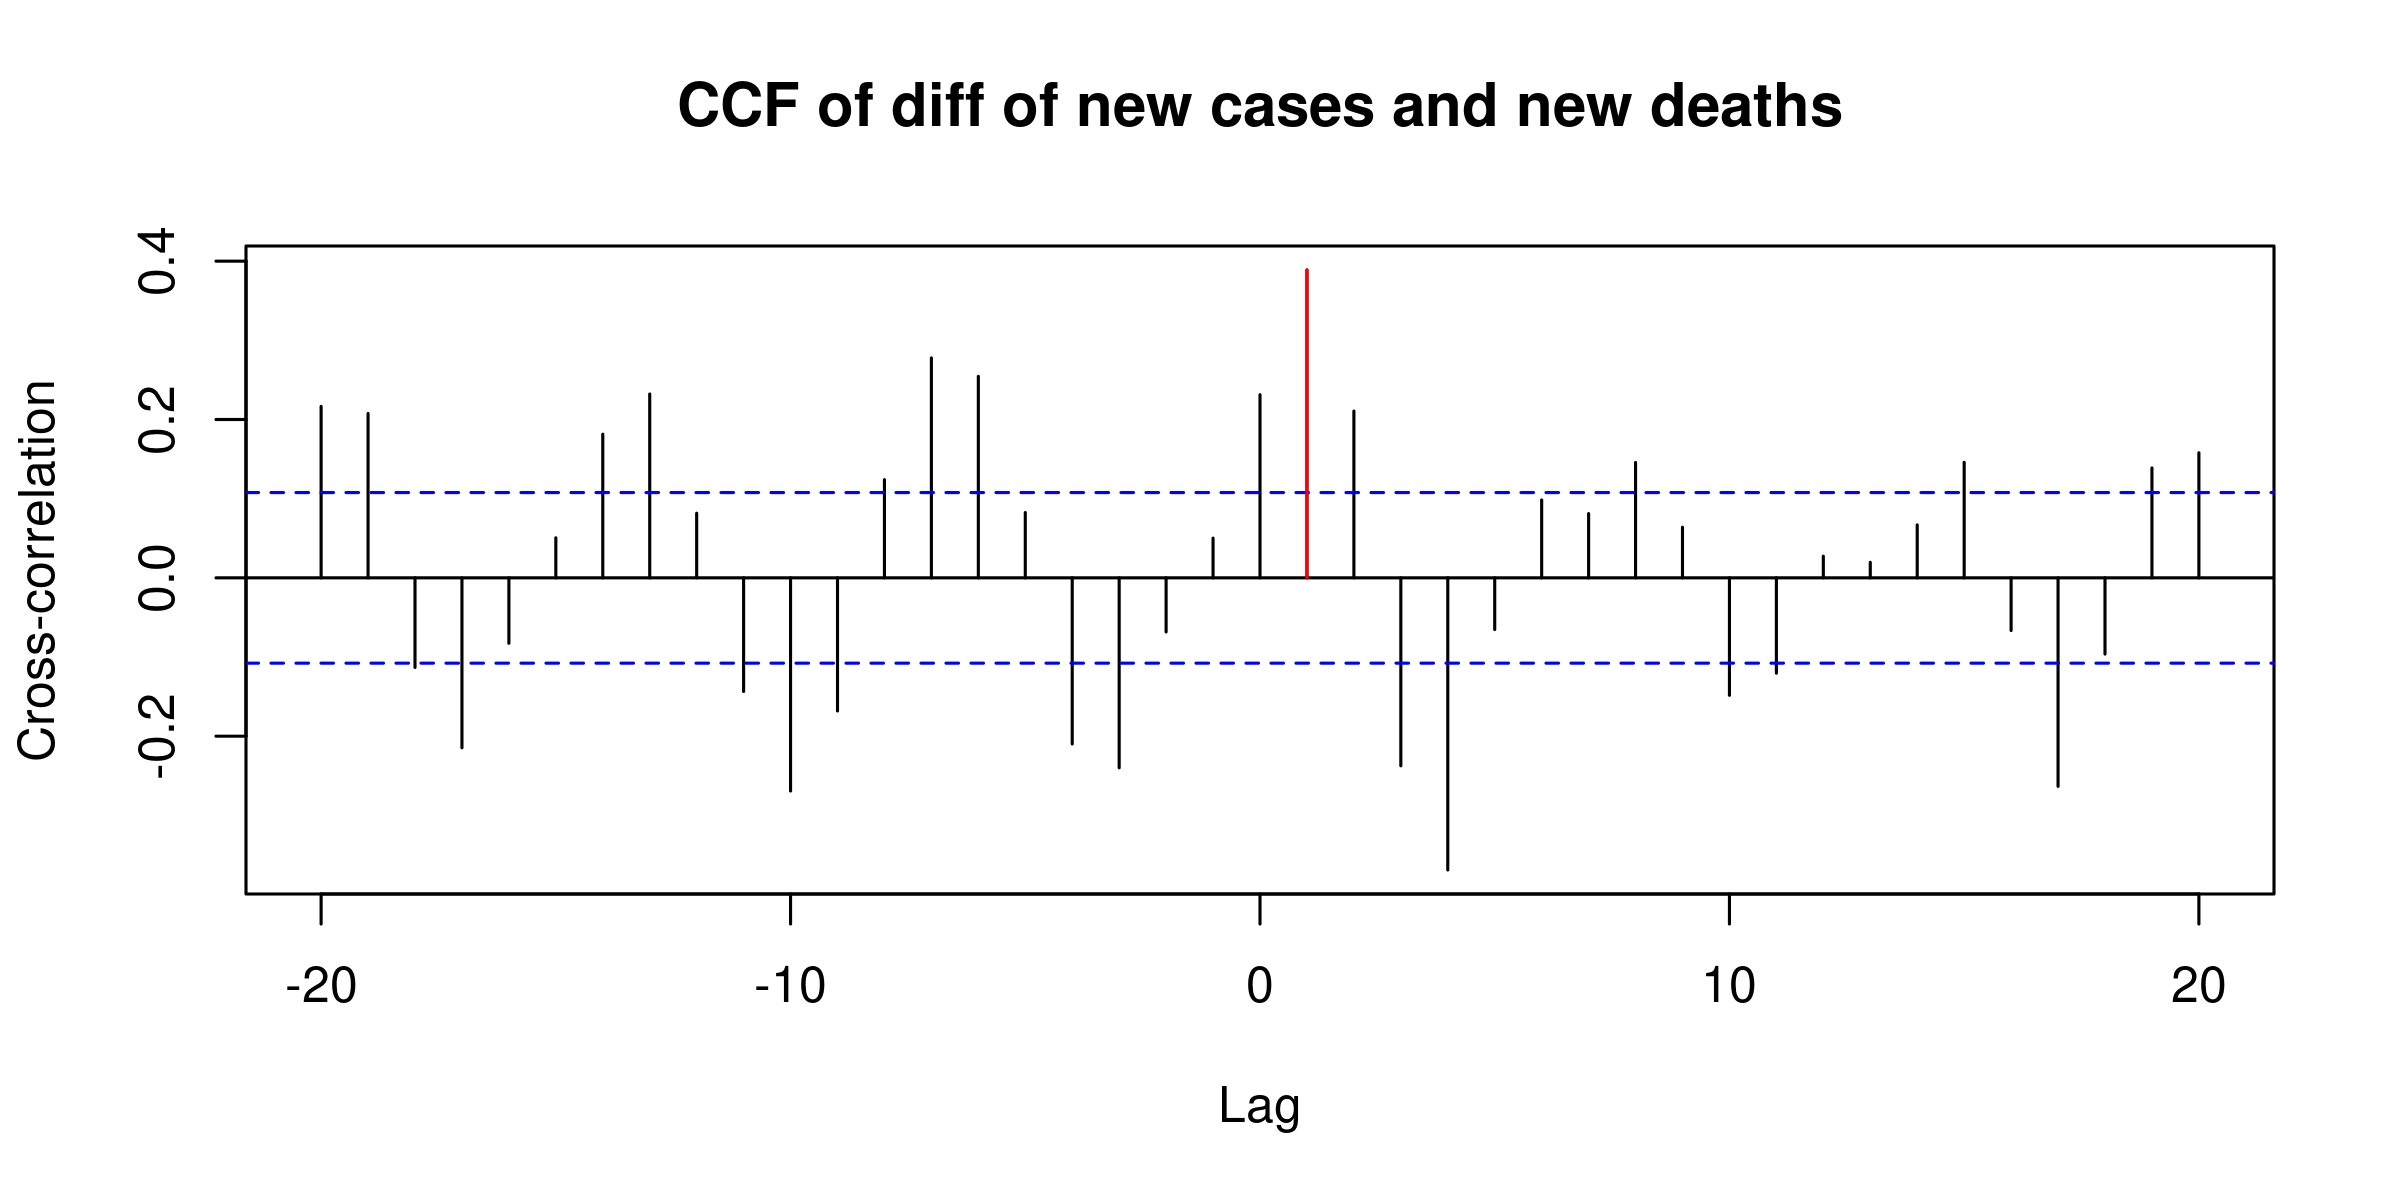 CCF of diff of new cases and new deaths
Cross-correlation
0.4
0.2
0.0
-0.2
-20 -10 0 10 20
Lag